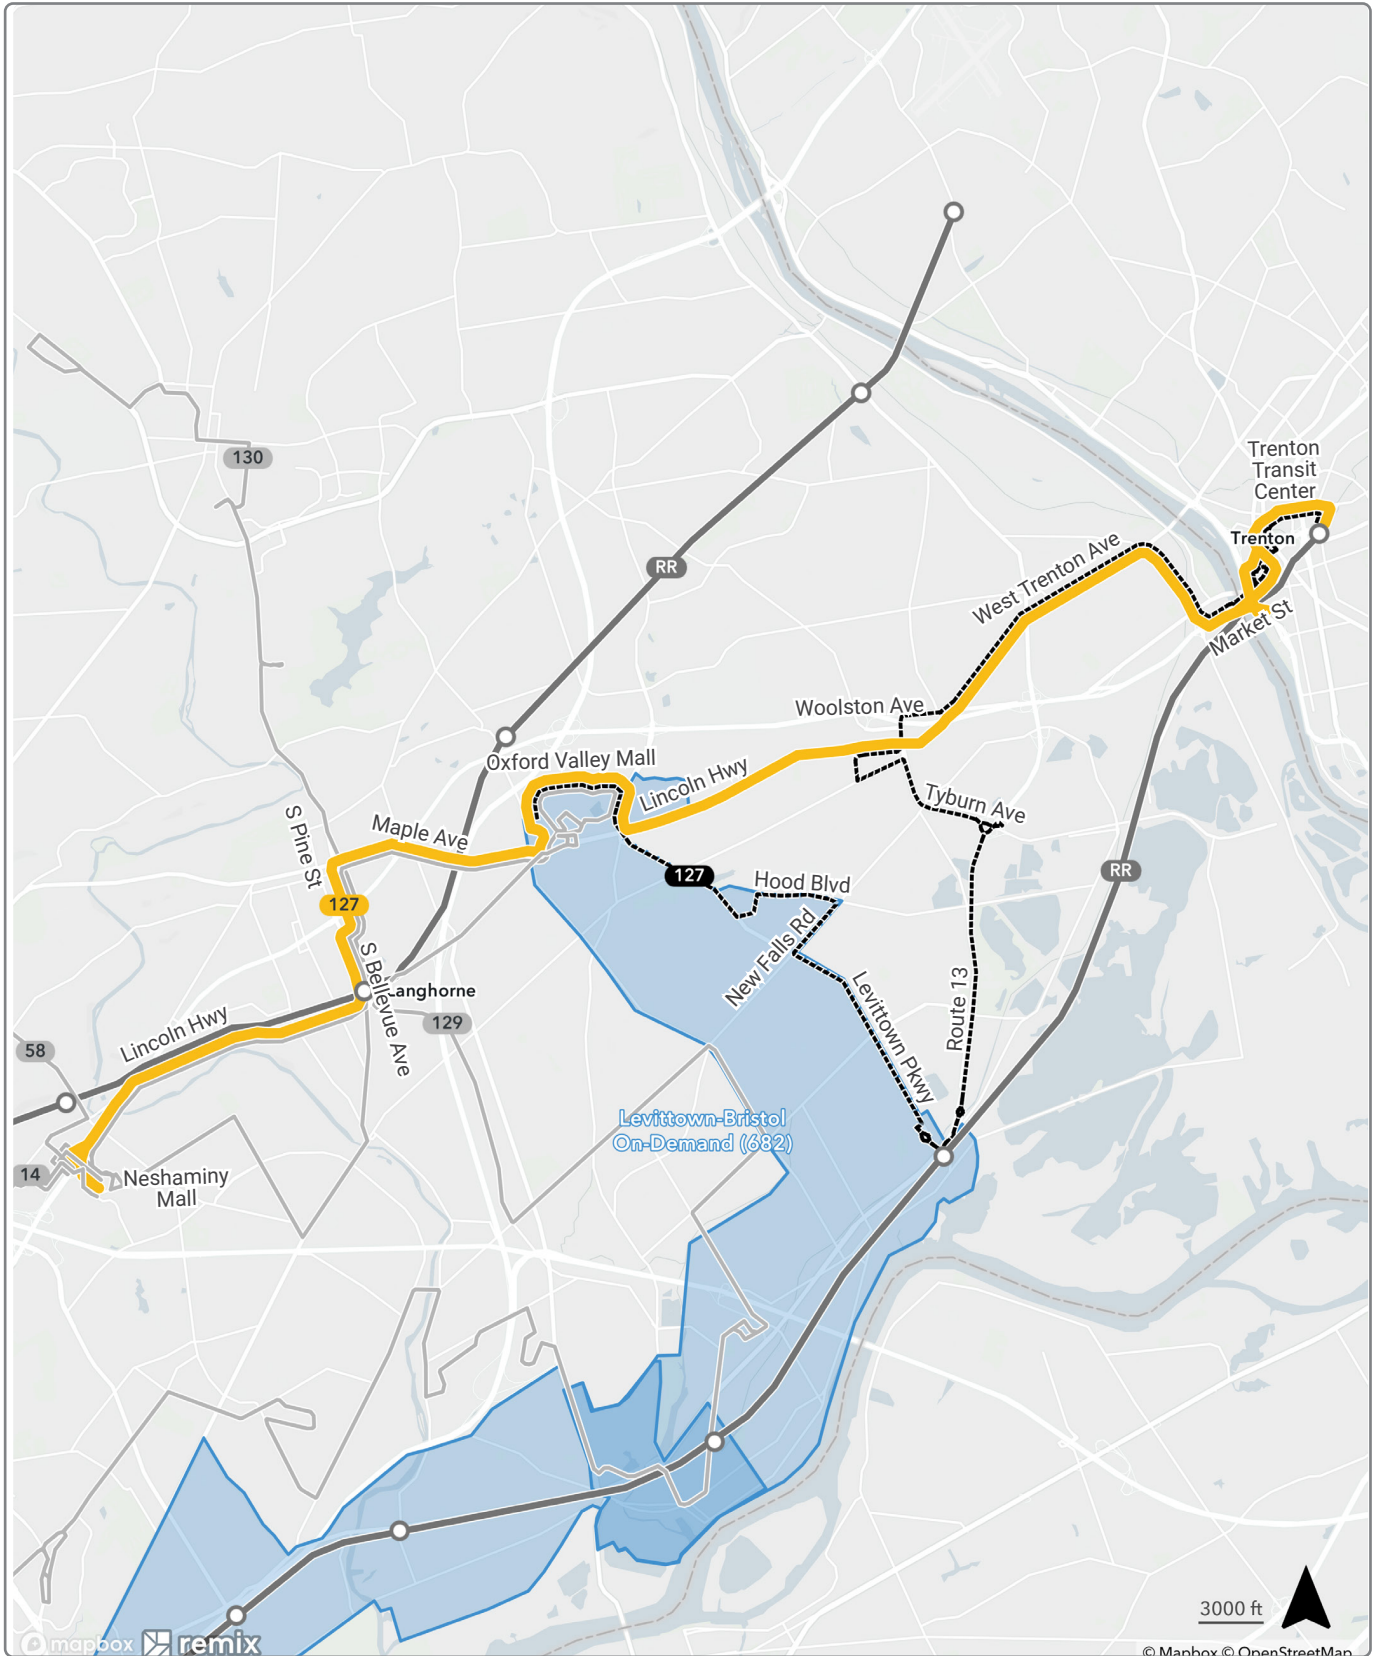 130
RR
Trenton
Transit
Center
Trenton
West Trenton Ave
Market St
Woolston Ave
Oxford Valley Mall
Lincoln Hwy
Tyburn Ave
S Pine St
Maple Ave
127
RR
127
Hood Blvd
New Falls Rd
S Bellevue Ave
Langhorne
Levittown Pkwy
Route 13
129
Lincoln Hwy
58
Levittown-Bristol
On-Demand (682)
14
Neshaminy
Mall
3000 ft
mapbox
remix
© Mapbox © OpenStreetMap